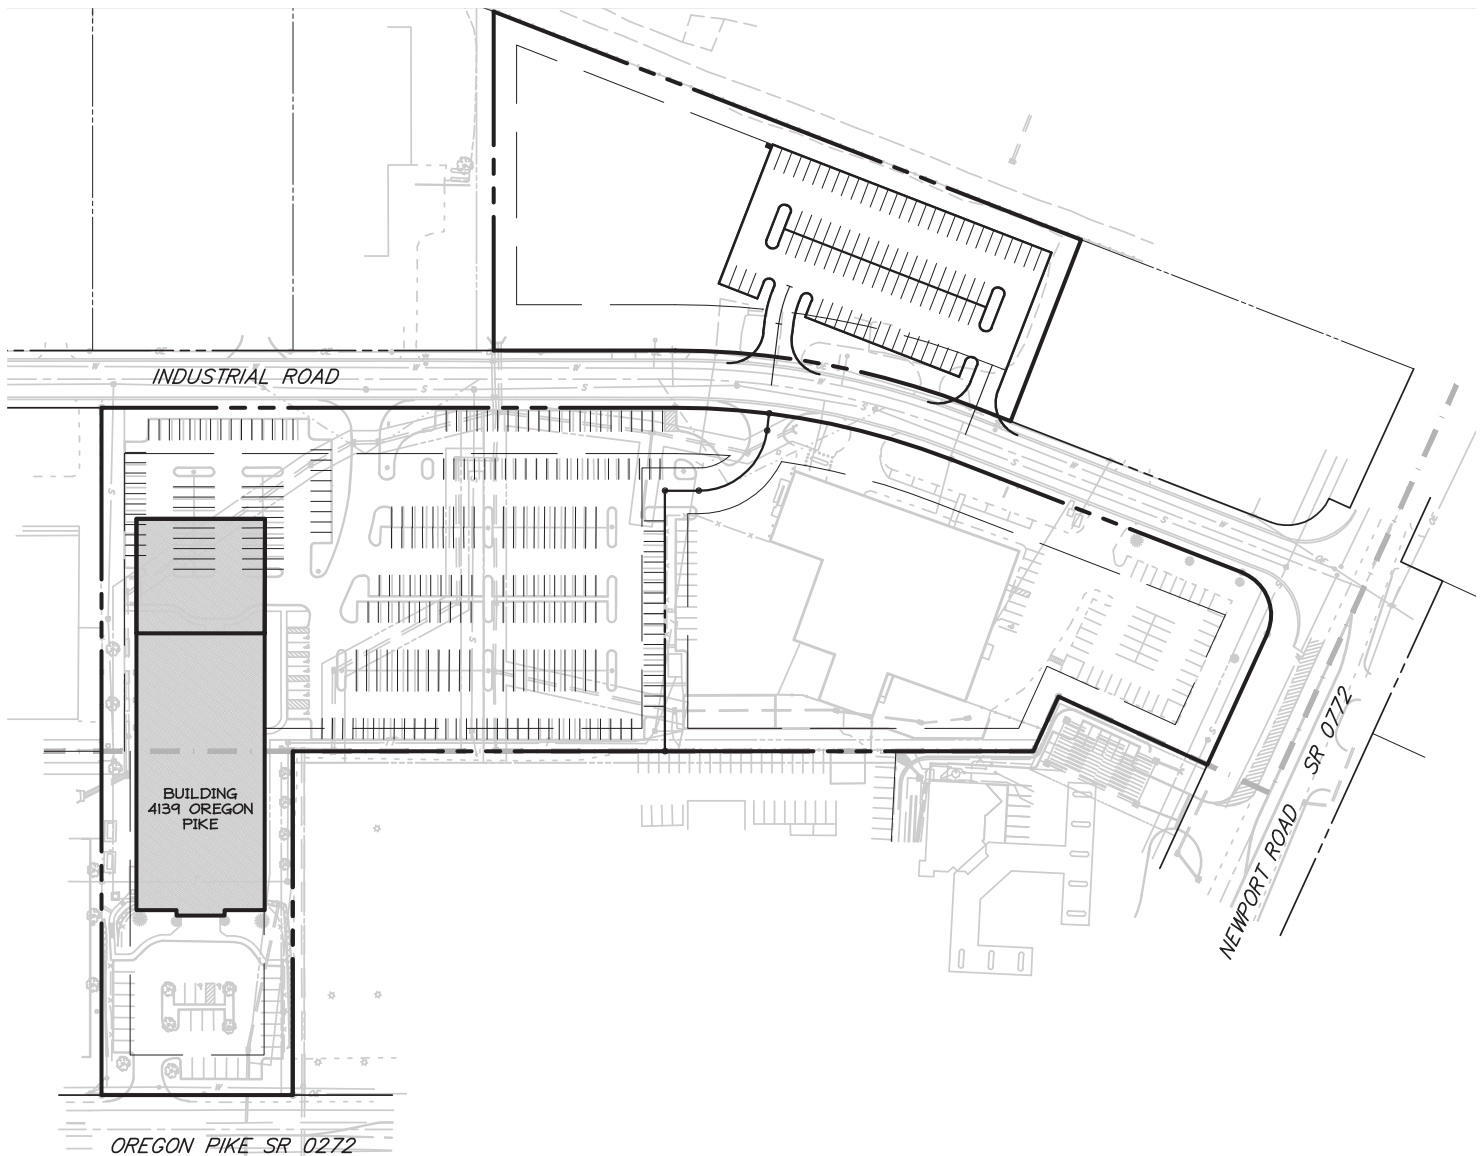 INDUSTRIAL ROAD
BUILDING
4139 OREGON
PIKE
SR 0772
NEWPORT ROAD
OREGON PIKE SR 0272